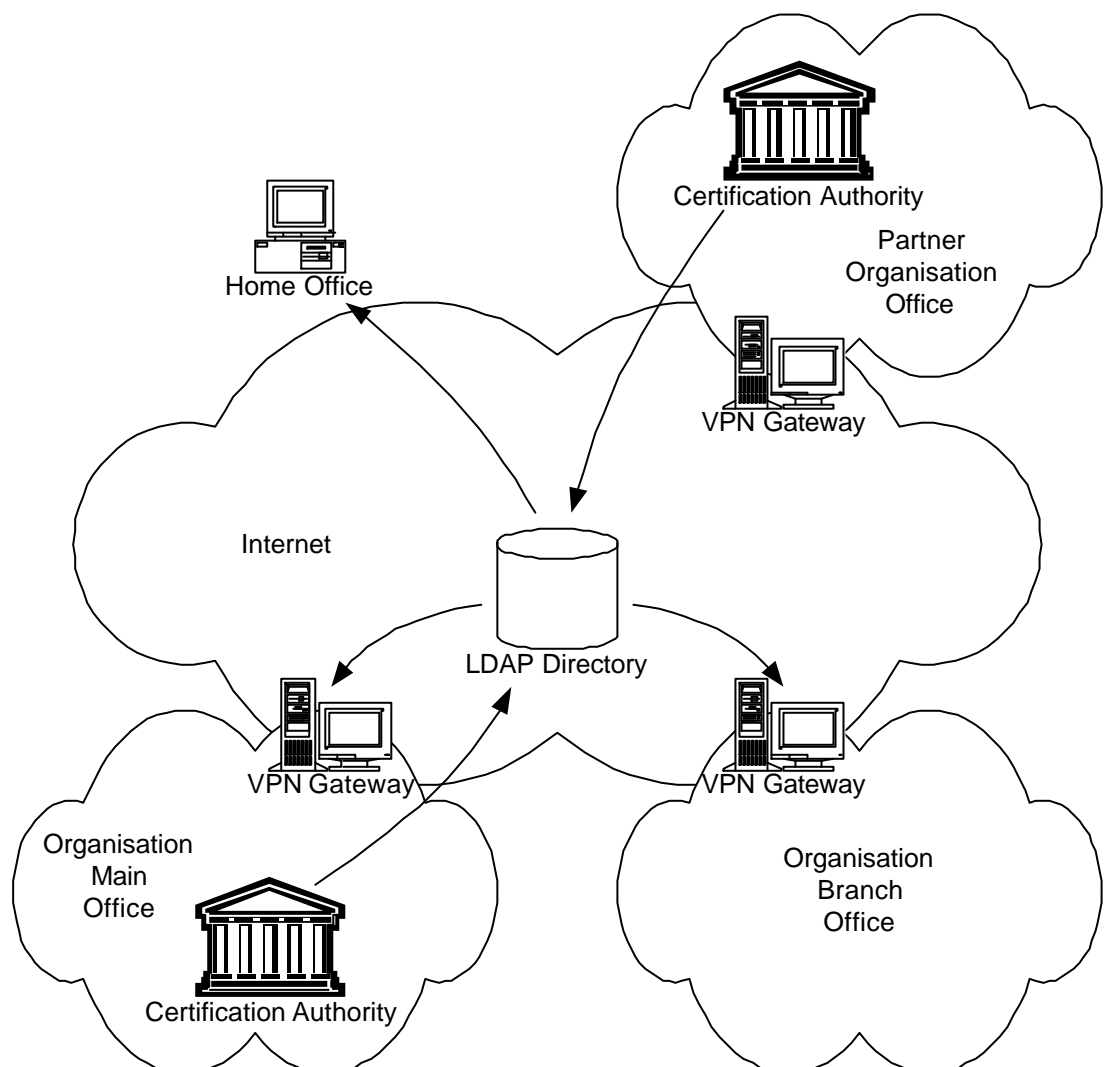 Certification Authority
Partner
Organisation
Office
Home Office
VPN Gateway
Internet
LDAP Directory
VPN Gateway
VPN Gateway
Organisation
Main
Office
Organisation
Branch
Office
Certification Authority